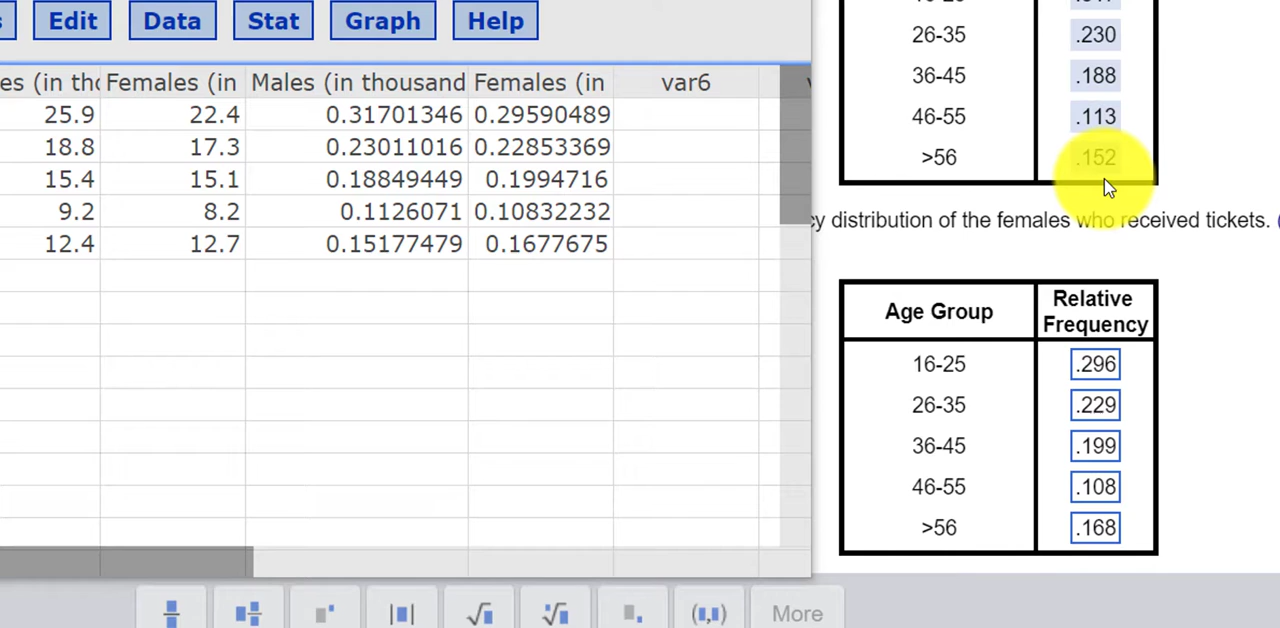 Edit Data Stat Graph Help
es (in tho Females (in Males (in thousand Females (in var6
25.9 22.4 0.31701346 0.29590489
18.8 17.3 0.23011016 0.22853369
15.4 15.1 0.18849449 0.1994716
9.2 8.2 0.1126071 0.10832232
12.4 12.7 0.15177479 0.1677675
26-35 .230
36-45 .188
46-55 .113
>56 .152
cy distribution of the females who received tickets.
Age Group Relative Frequency
16-25 .296
26-35 .229
36-45 .199
46-55 .108
>56 .168
More